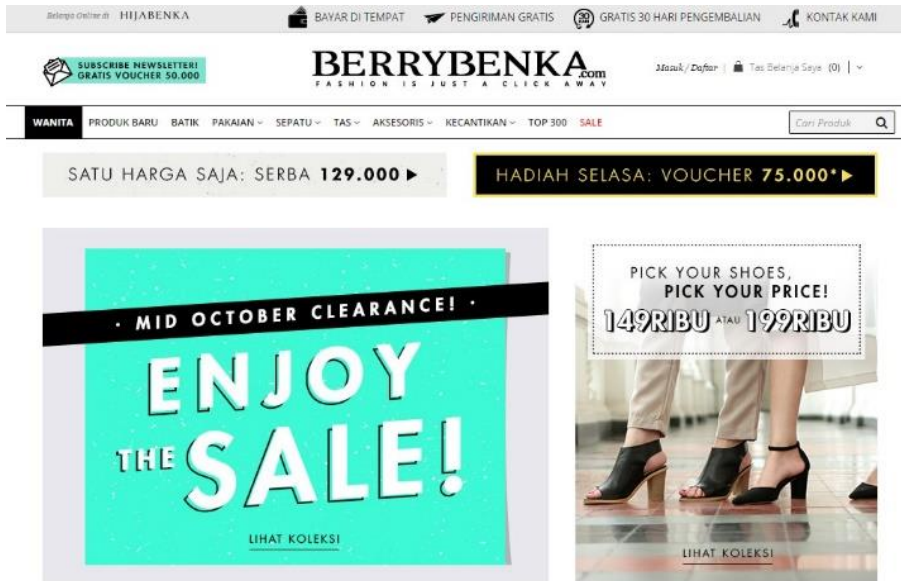 Belanja Online di HIJABENKA
BAYAR DI TEMPAT
PENGIRIMAN GRATIS
30 HARI
GRATIS 30 HARI PENGEMBALIAN
KONTAK KAMI
SUBSCRIBE NEWSLETTER!
GRATIS VOUCHER 50.000
BERRYBENKA.com
FASHION IS JUST A CLICK AWAY
Masuk / Daftar | Tas Belanja Saya (0) |
WANITA PRODUK BARU BATIK PAKAIAN SEPATU TAS AKSESORIS KECANTIKAN TOP 300 SALE
Cari Produk
SATU HARGA SAJA: SERBA 129.000
HADIAH SELASA: VOUCHER 75.000*
· MID OCTOBER CLEARANCE! ·
ENJOY
THE SALE!
LIHAT KOLEKSI
PICK YOUR SHOES,
PICK YOUR PRICE!
149RIBU ATAU 199RIBU
LIHAT KOLEKSI